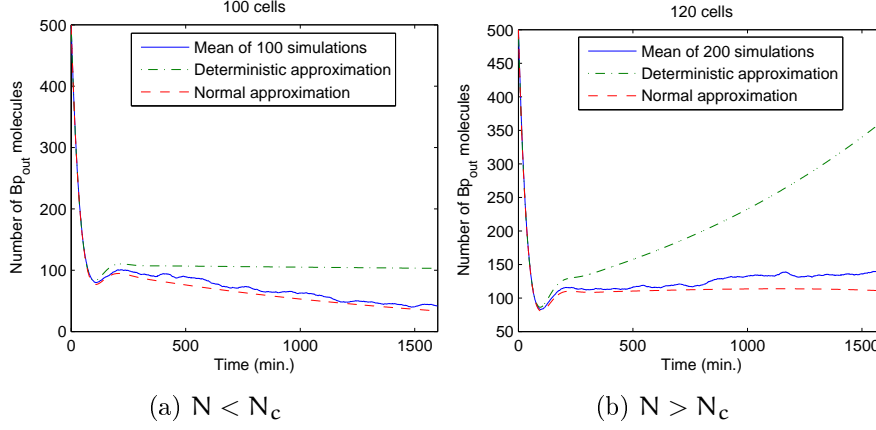 100 cells
500
400
300
200
100
0
0
500
1000
1500
Number of Bp_out molecules
Time (min.)
Mean of 100 simulations
Deterministic approximation
Normal approximation
(a) N < N_c
120 cells
500
450
400
350
300
250
200
150
100
50
0
500
1000
1500
Number of Bp_out molecules
Time (min.)
Mean of 200 simulations
Deterministic approximation
Normal approximation
(b) N > N_c